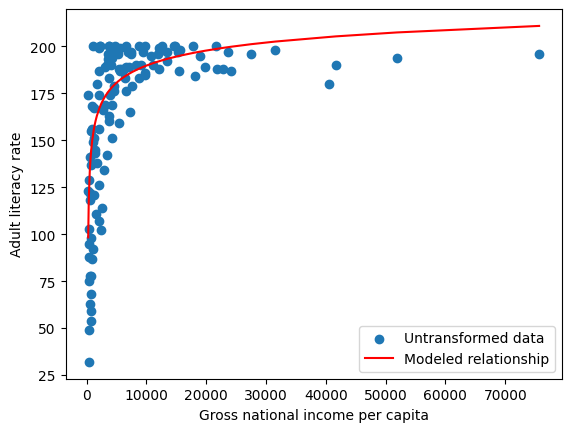 200
175
150
125
100
75
50
25
Adult literacy rate
Untransformed data
Modeled relationship
0 10000 20000 30000 40000 50000 60000 70000
Gross national income per capita